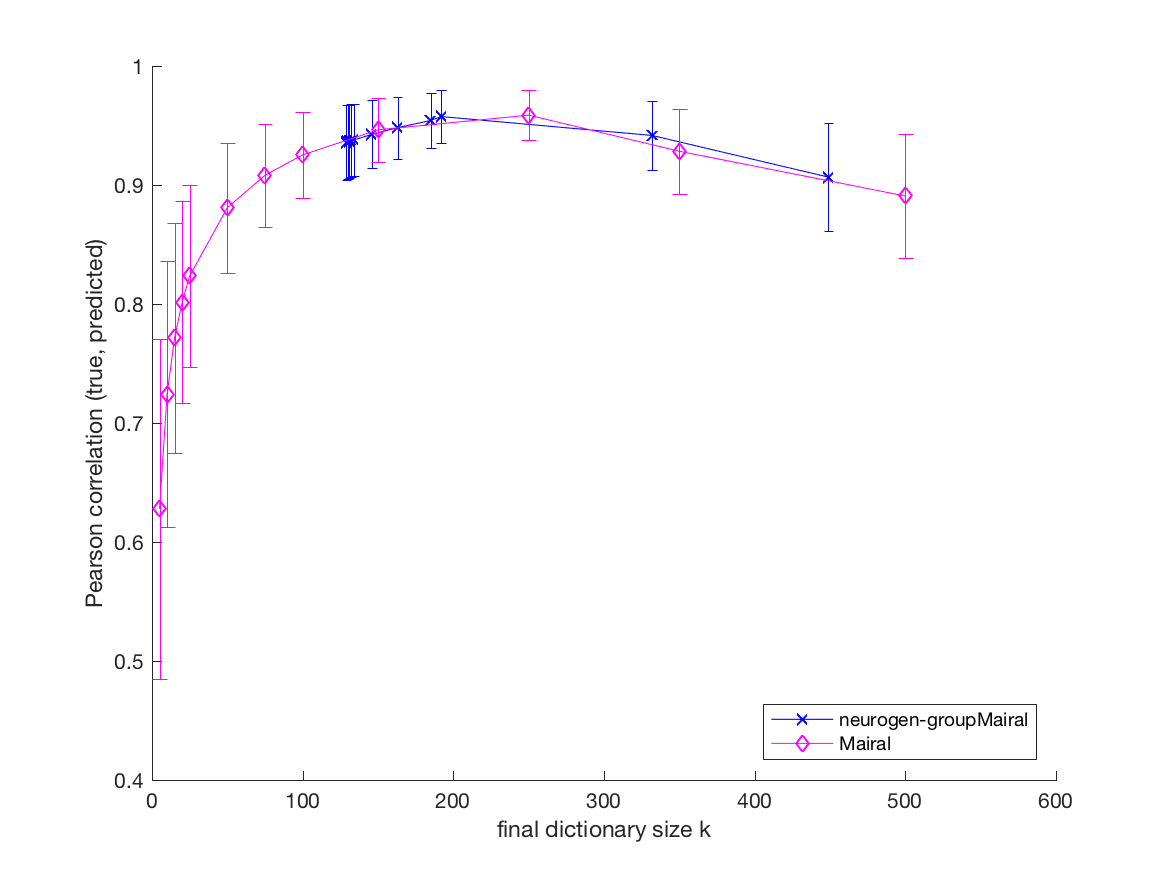 1
0.9
0.8
0.7
0.6
0.5
0.4
Pearson correlation (true, predicted)
neurogen-groupMairal
Mairal
0 100 200 300 400 500 600
final dictionary size k